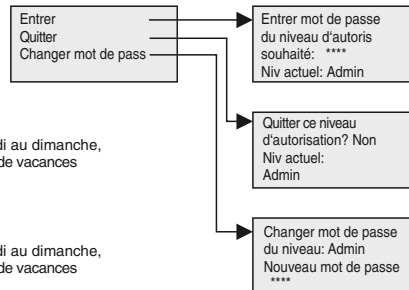 Entrer
Quitter
Changer mot de pass
Entrer mot de passe
du niveau d'autoris
souhaité: ****
Niv actuel: Admin
Quitter ce niveau
d'autorisation? Non
Niv actuel:
Admin
di au dimanche,
de vacances
Changer mot de passe
du niveau: Admin
Nouveau mot de passe
****
di au dimanche,
de vacances